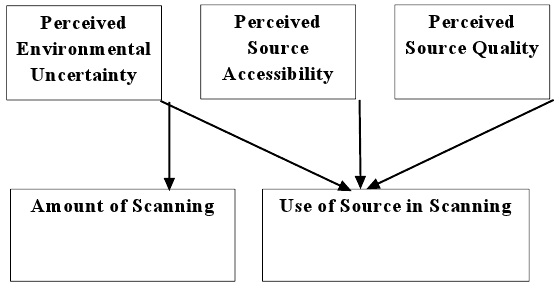 Perceived
Environmental
Uncertainty
Perceived
Source
Accessibility
Perceived
Source Quality
Amount of Scanning
Use of Source in Scanning